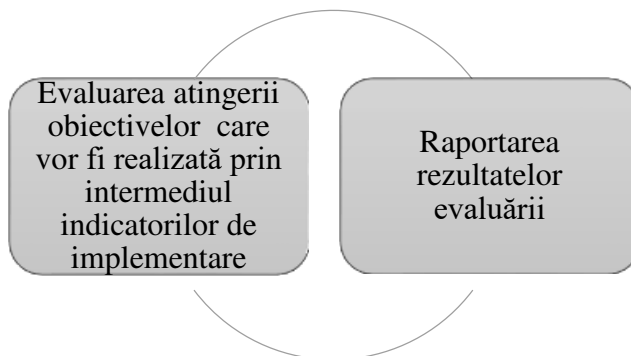 Evaluarea atingerii
obiectivelor care
vor fi realizată prin
intermediul
indicatorilor de
implementare
Raportarea
rezultatelor
evaluării